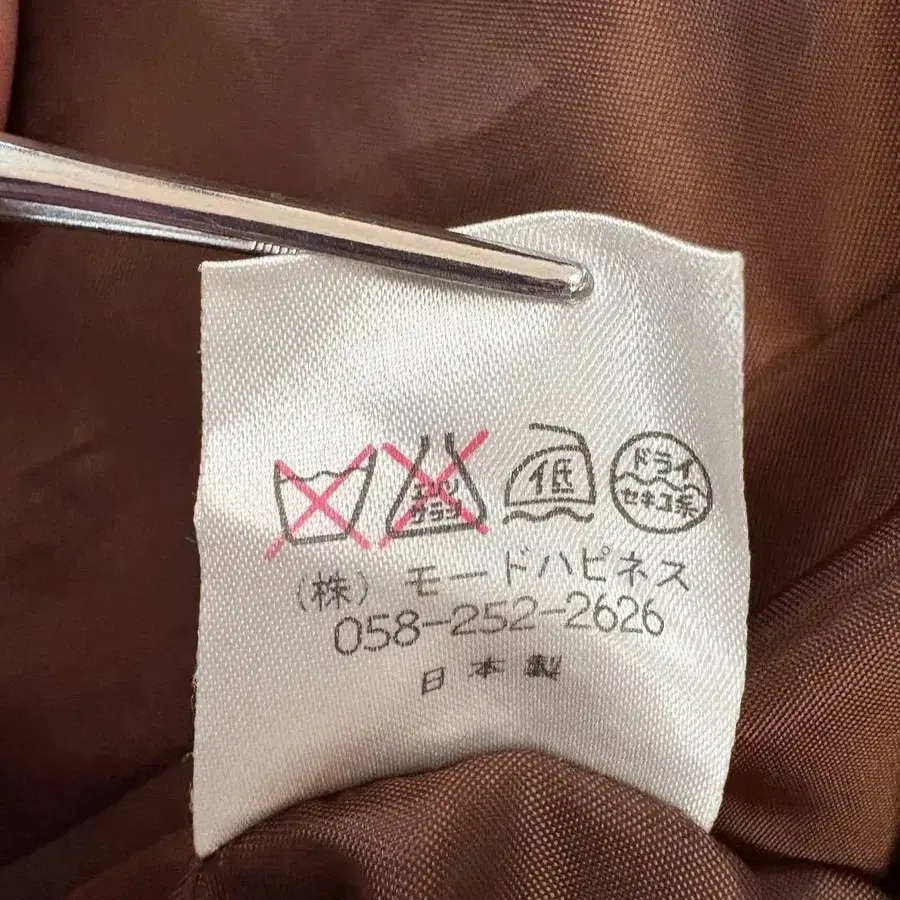 エンソ
サラシ
低
ドライ
セキユ系
(株) モードハピネス
058-252-2626
日本製